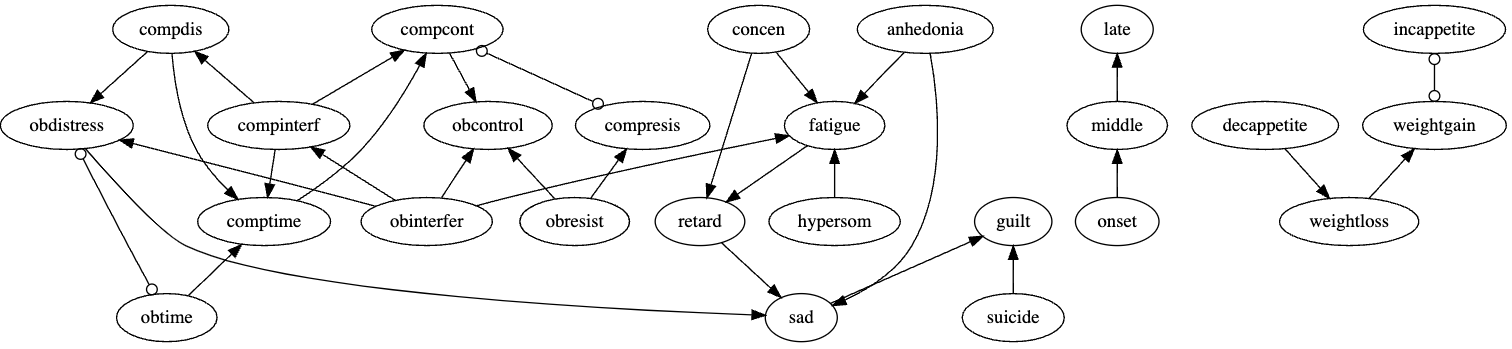 compdis compcont concen anhedonia late incappetite
obdistress compinterf obcontrol compresis fatigue middle decappetite weightgain
comptime obinterfer obresist retard hypersom guilt onset weightloss
obtime sad suicide